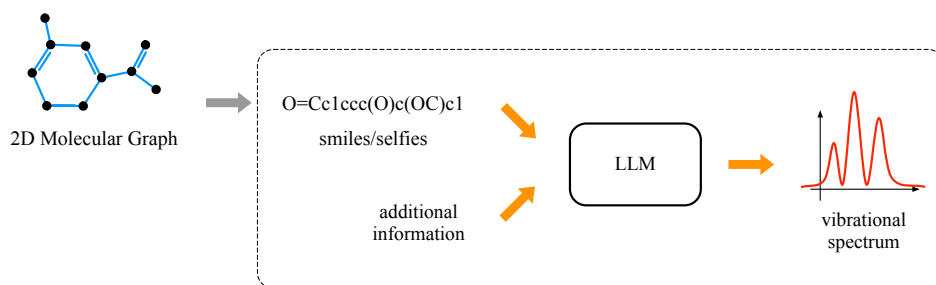 2D Molecular Graph
O=Cc1ccc(O)c(OC)c1
smiles/selfies
additional
information
LLM
vibrational
spectrum